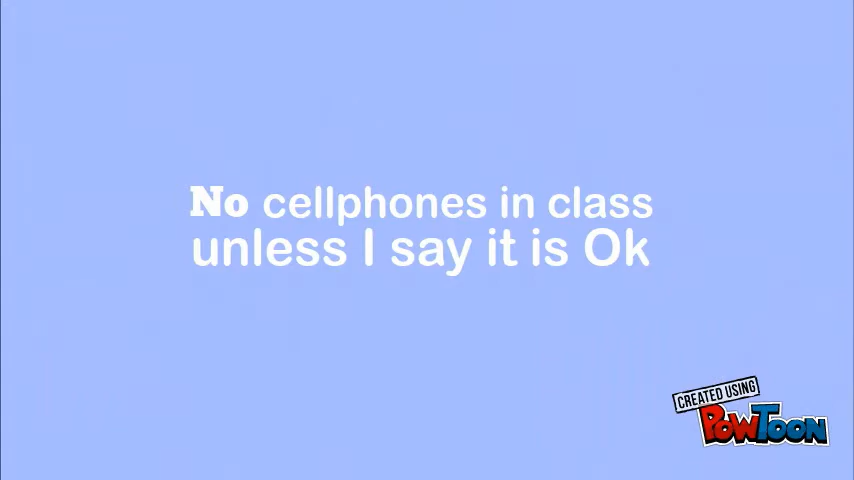 No cellphones in class
unless I say it is Ok
CREATED USING
POWTOON